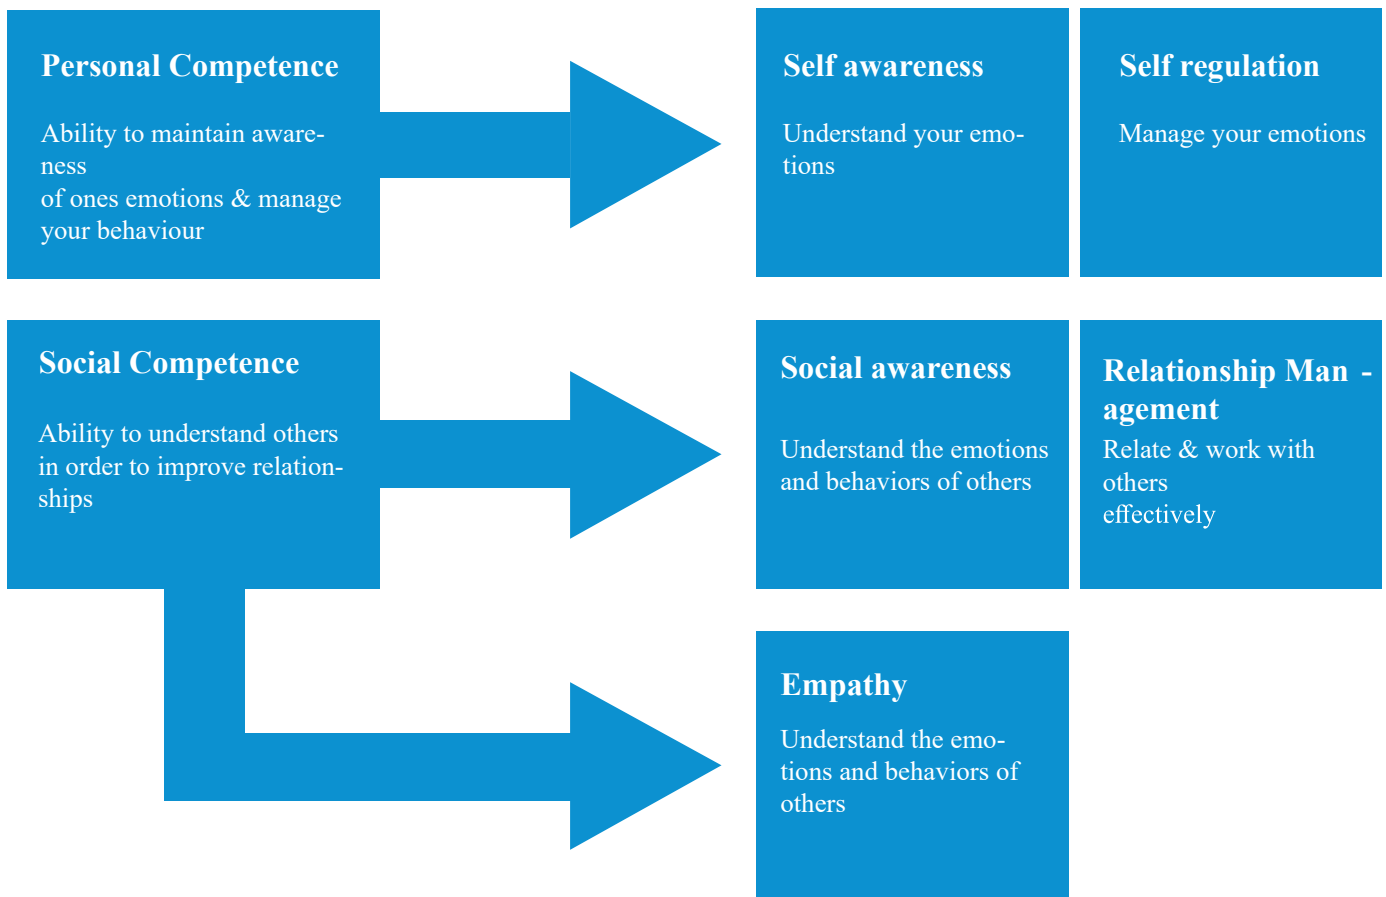 Personal Competence
Ability to maintain aware-
ness
of ones emotions & manage
your behaviour
Self awareness
Understand your emo-
tions
Self regulation
Manage your emotions
Social Competence
Ability to understand others
in order to improve relation-
ships
Social awareness
Understand the emotions
and behaviors of others
Relationship Man -
agement
Relate & work with
others
effectively
Empathy
Understand the emo-
tions and behaviors of
others